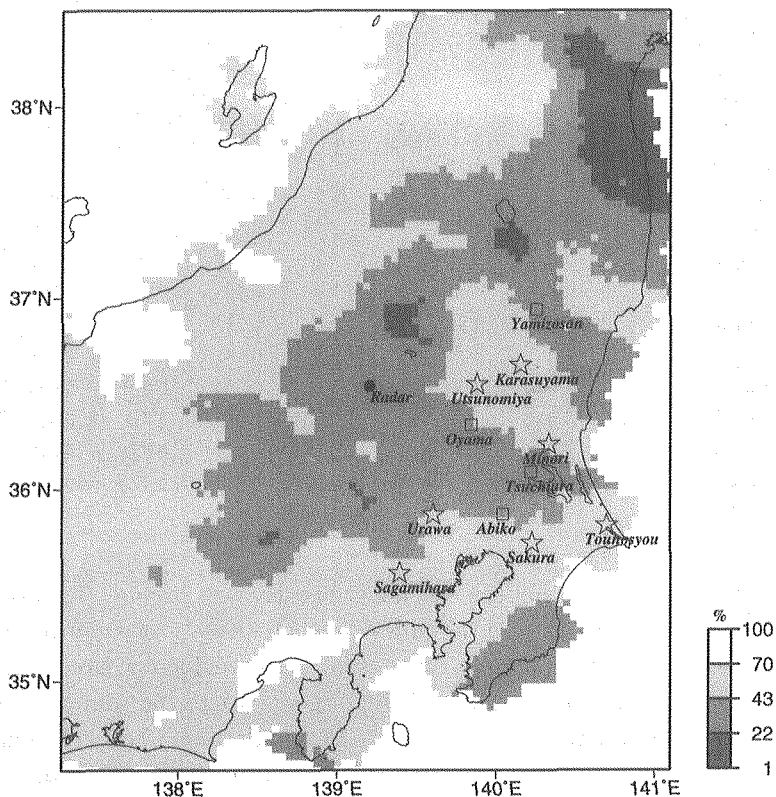 38˚N
37˚N
Yamizosan
Karasuyama
Utsunomiya
Radar
Oyama
Minori
Tsuchiura
36˚N
Urawa
Abiko
Tounosyou
Sakura
Sagamihara
35˚N
%
100
70
43
22
1
138˚E
139˚E
140˚E
141˚E